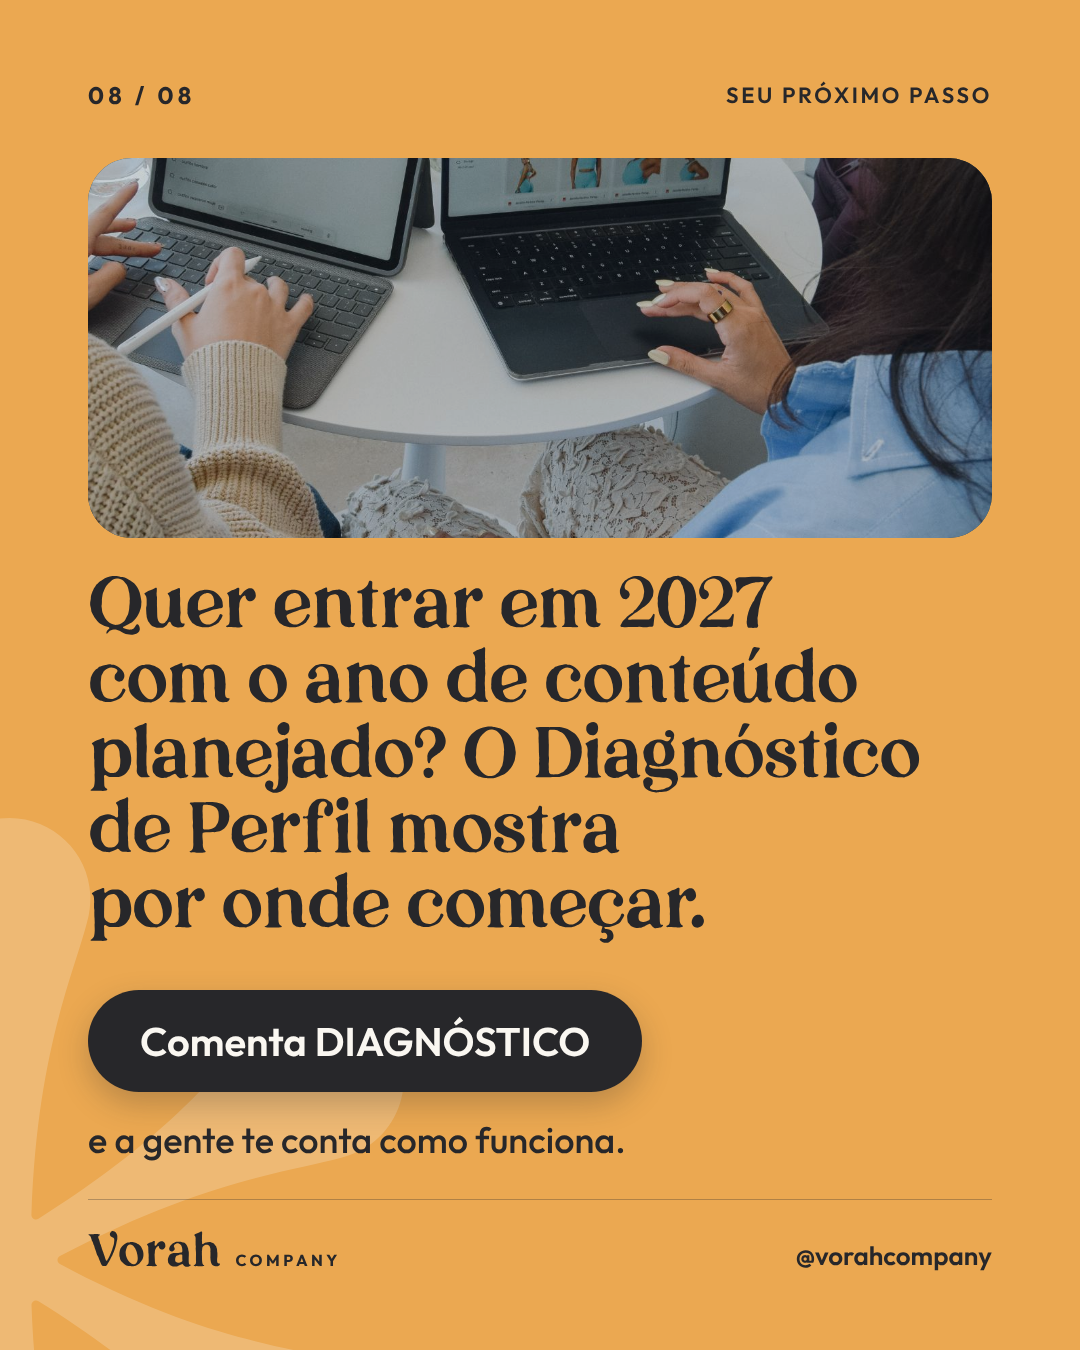 08 / 08
SEU PRÓXIMO PASSO
Quer entrar em 2027
com o ano de conteúdo
planejado? O Diagnóstico
de Perfil mostra
por onde começar.
Comenta DIAGNÓSTICO
e a gente te conta como funciona.
Vorah COMPANY
@vorahcompany